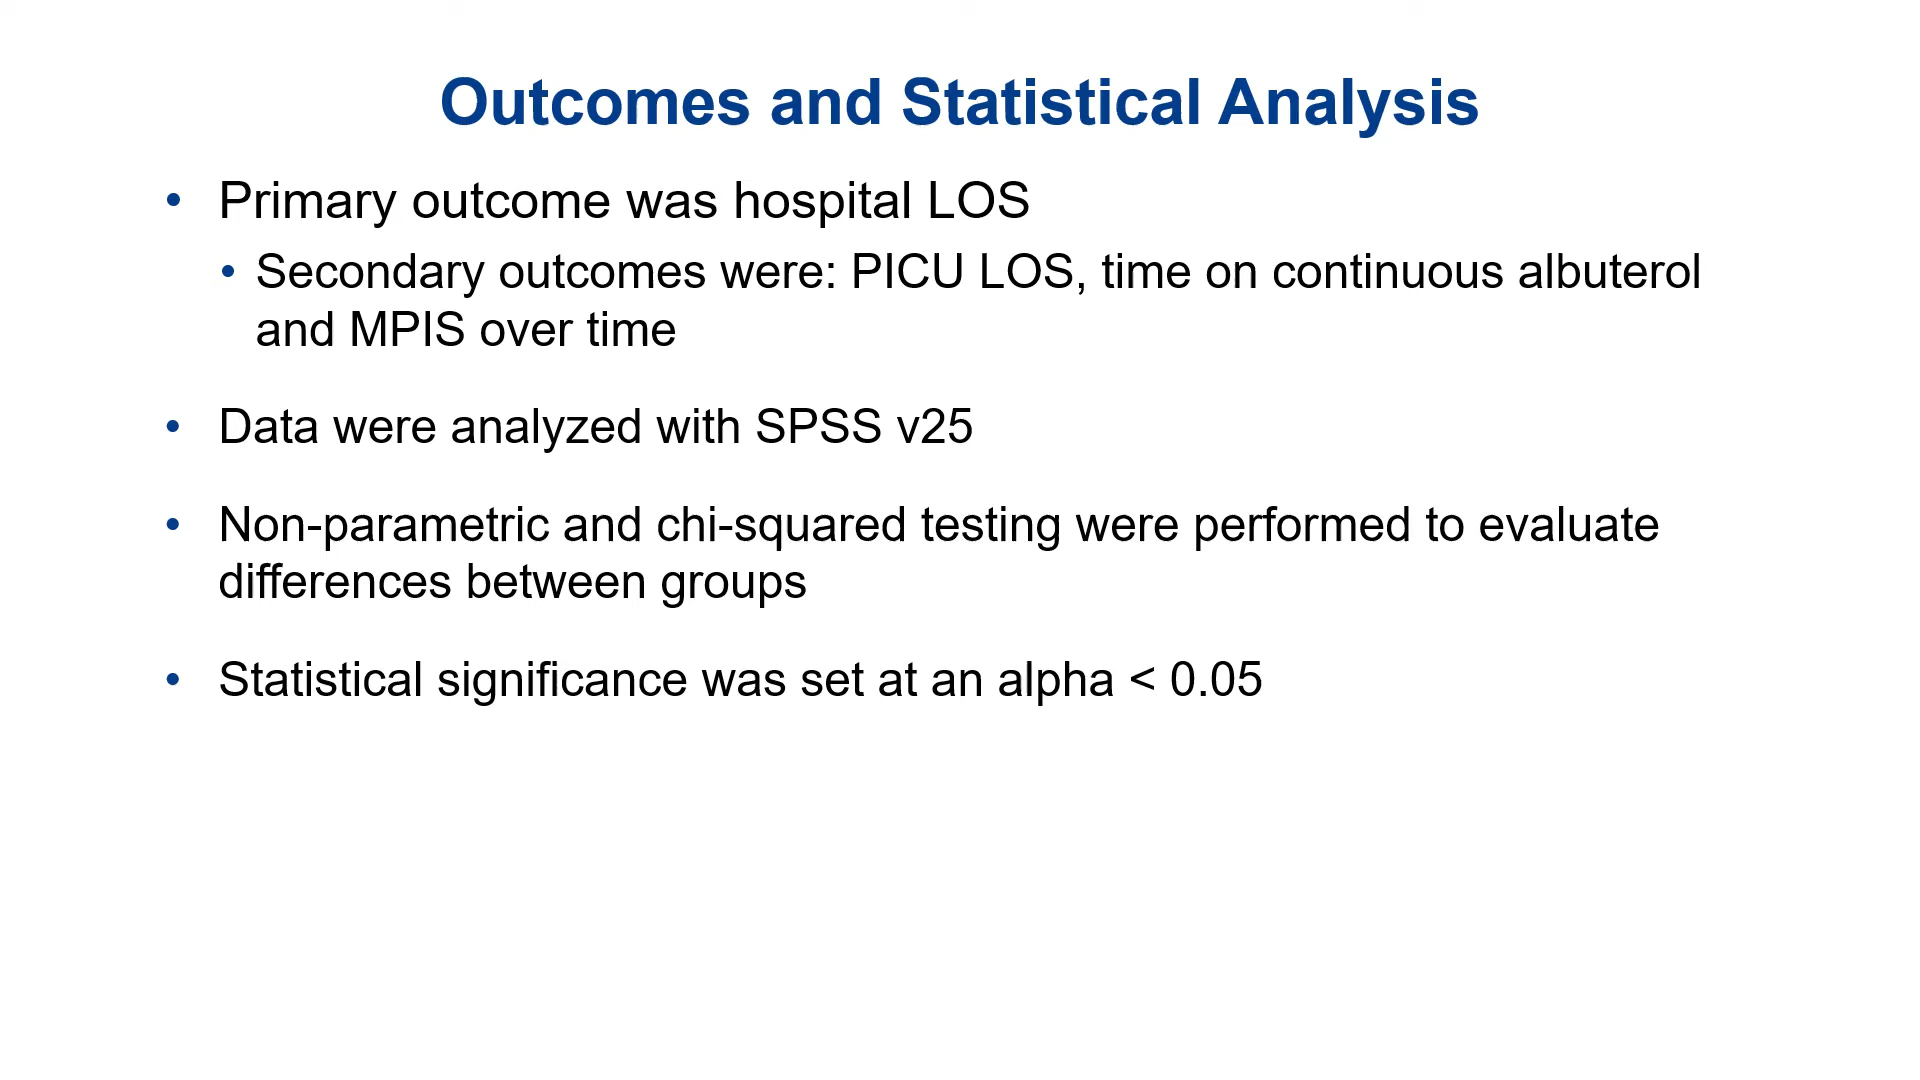 Outcomes and Statistical Analysis
• Primary outcome was hospital LOS
• Secondary outcomes were: PICU LOS, time on continuous albuterol
and MPIS over time
• Data were analyzed with SPSS v25
• Non-parametric and chi-squared testing were performed to evaluate
differences between groups
• Statistical significance was set at an alpha < 0.05